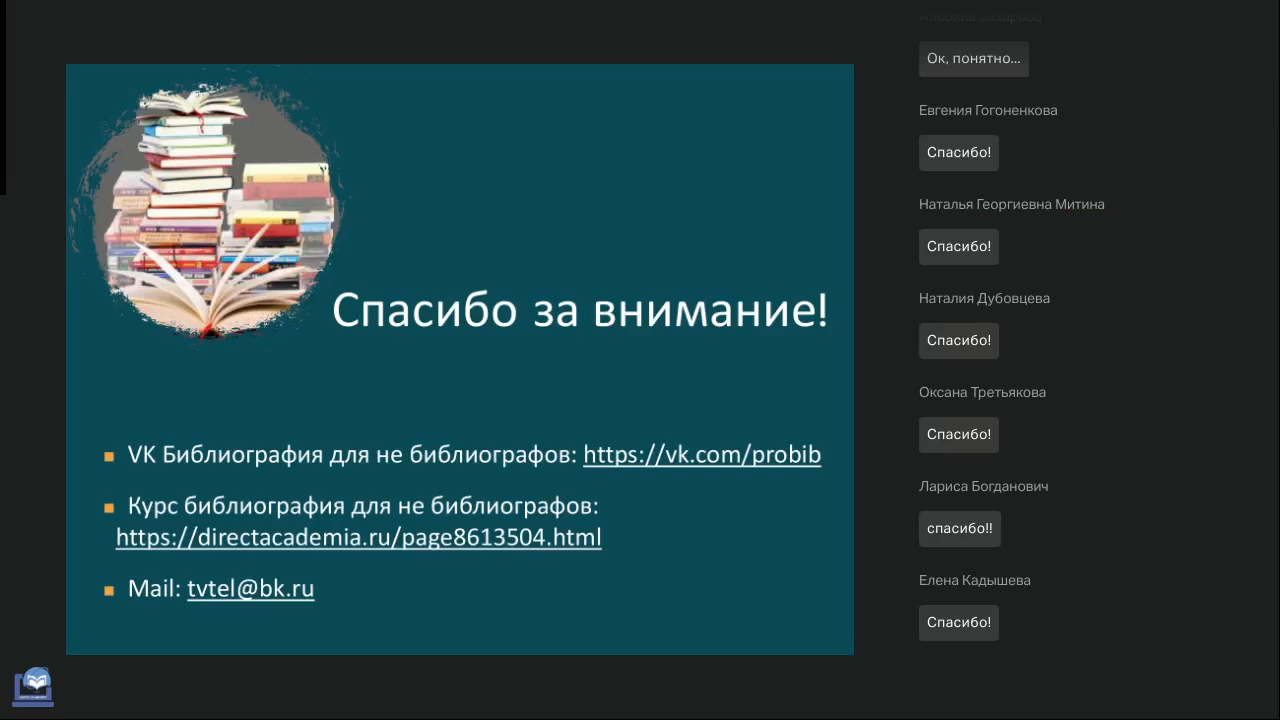 Спасибо за внимание!
VK Библиография для не библиографов: https://vk.com/probib
Курс библиография для не библиографов:
https://directacademia.ru/page8613504.html
Mail: tvtel@bk.ru
Ок, понятно...
Евгения Гогоненкова
Спасибо!
Наталья Георгиевна Митина
Спасибо!
Наталия Дубовцева
Спасибо!
Оксана Третьякова
Спасибо!
Лариса Богданович
спасибо!!
Елена Кадышева
Спасибо!